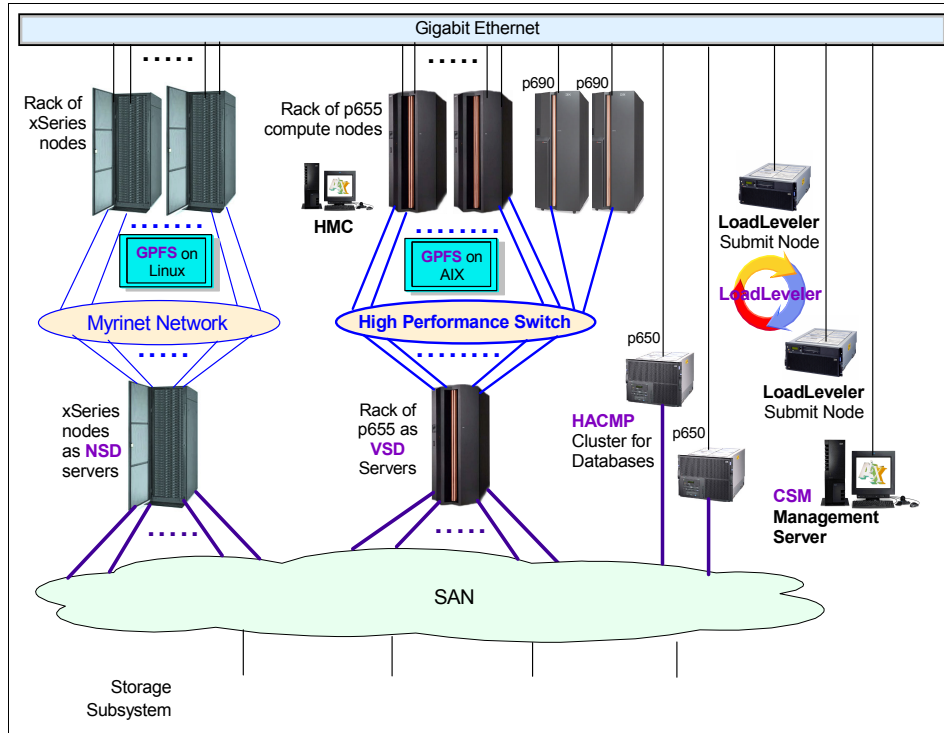 Gigabit Ethernet
Rack of
xSeries
nodes
Rack of p655
compute nodes
p690
p690
HMC
GPFS on
Linux
GPFS on
AIX
LoadLeveler
Submit Node
LoadLeveler
Myrinet Network
High Performance Switch
p650
LoadLeveler
Submit Node
xSeries
nodes
as NSD
servers
Rack of
p655 as
VSD
Servers
HACMP
Cluster for
Databases
p650
CSM
Management
Server
SAN
Storage
Subsystem